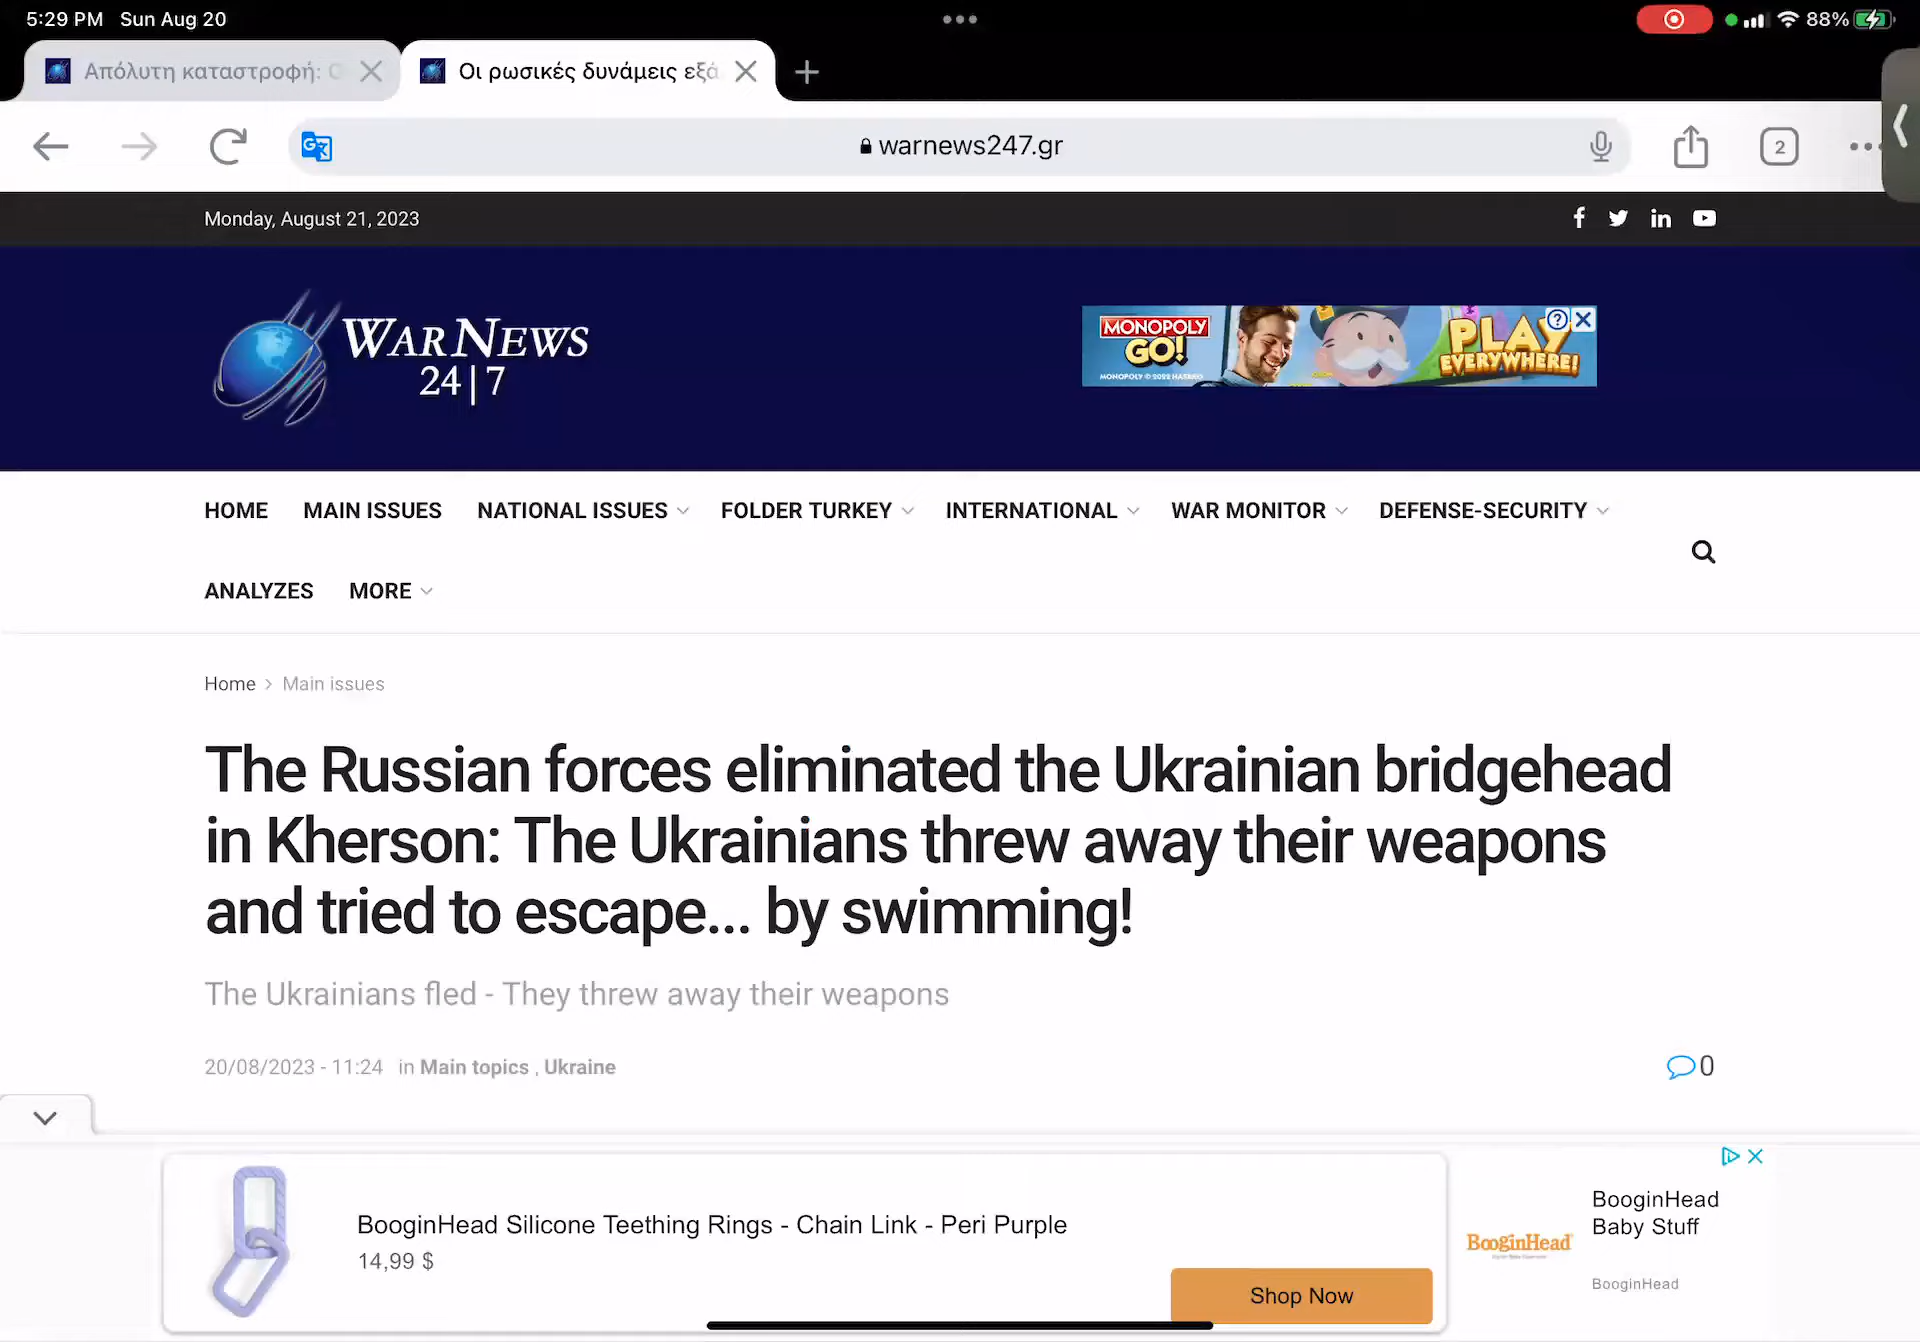 5:29 PM Sun Aug 20
88%
Απόλυτη καταστροφή: Ο
Οι ρωσικές δυνάμεις εξά
warnews247.gr
2
Monday, August 21, 2023
WARNEWS
24|7
MONOPOLY
GO!
MONOPOLY © 2022 HASBRO
PLAY
EVERYWHERE!
HOME MAIN ISSUES NATIONAL ISSUES FOLDER TURKEY INTERNATIONAL WAR MONITOR DEFENSE-SECURITY
ANALYZES MORE
Home > Main issues
The Russian forces eliminated the Ukrainian bridgehead
in Kherson: The Ukrainians threw away their weapons
and tried to escape... by swimming!
The Ukrainians fled - They threw away their weapons
20/08/2023 - 11:24 in Main topics , Ukraine
0
BooginHead Silicone Teething Rings - Chain Link - Peri Purple
14,99 $
Shop Now
BooginHead
BooginHead
Baby Stuff
BooginHead